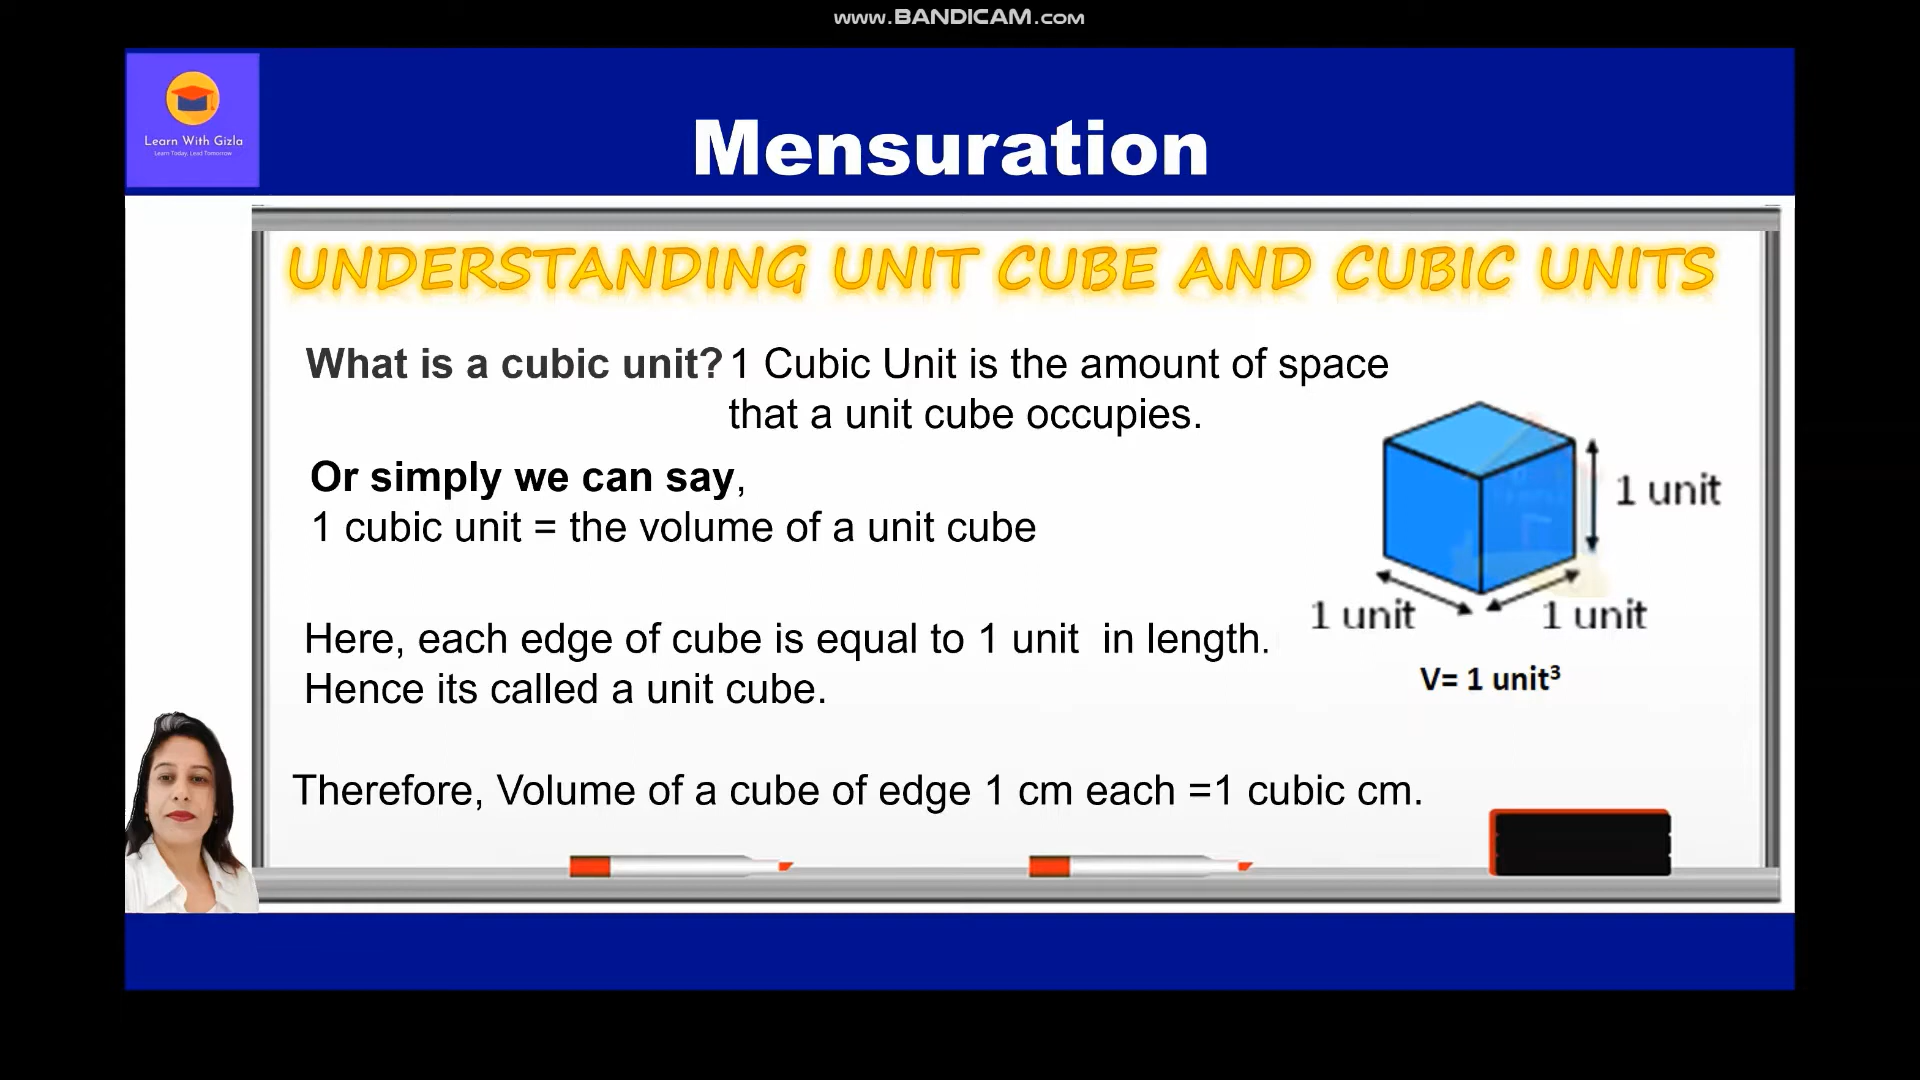 www.BANDICAM.com
Learn With Gizla
Learn Today, Lead Tomorrow
Mensuration
UNDERSTANDING UNIT CUBE AND CUBIC UNITS
What is a cubic unit? 1 Cubic Unit is the amount of space
that a unit cube occupies.
Or simply we can say,
1 cubic unit = the volume of a unit cube
1 unit
1 unit 1 unit
Here, each edge of cube is equal to 1 unit in length.
Hence its called a unit cube.
V= 1 unit³
Therefore, Volume of a cube of edge 1 cm each =1 cubic cm.